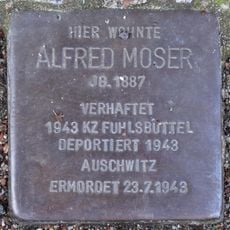 HIER WOHNTE
ALFRED MOSER
JG. 1887
VERHAFTET
1943 KZ FUHLSBÜTTEL
DEPORTIERT 1943
AUSCHWITZ
ERMORDET 23.7.1943